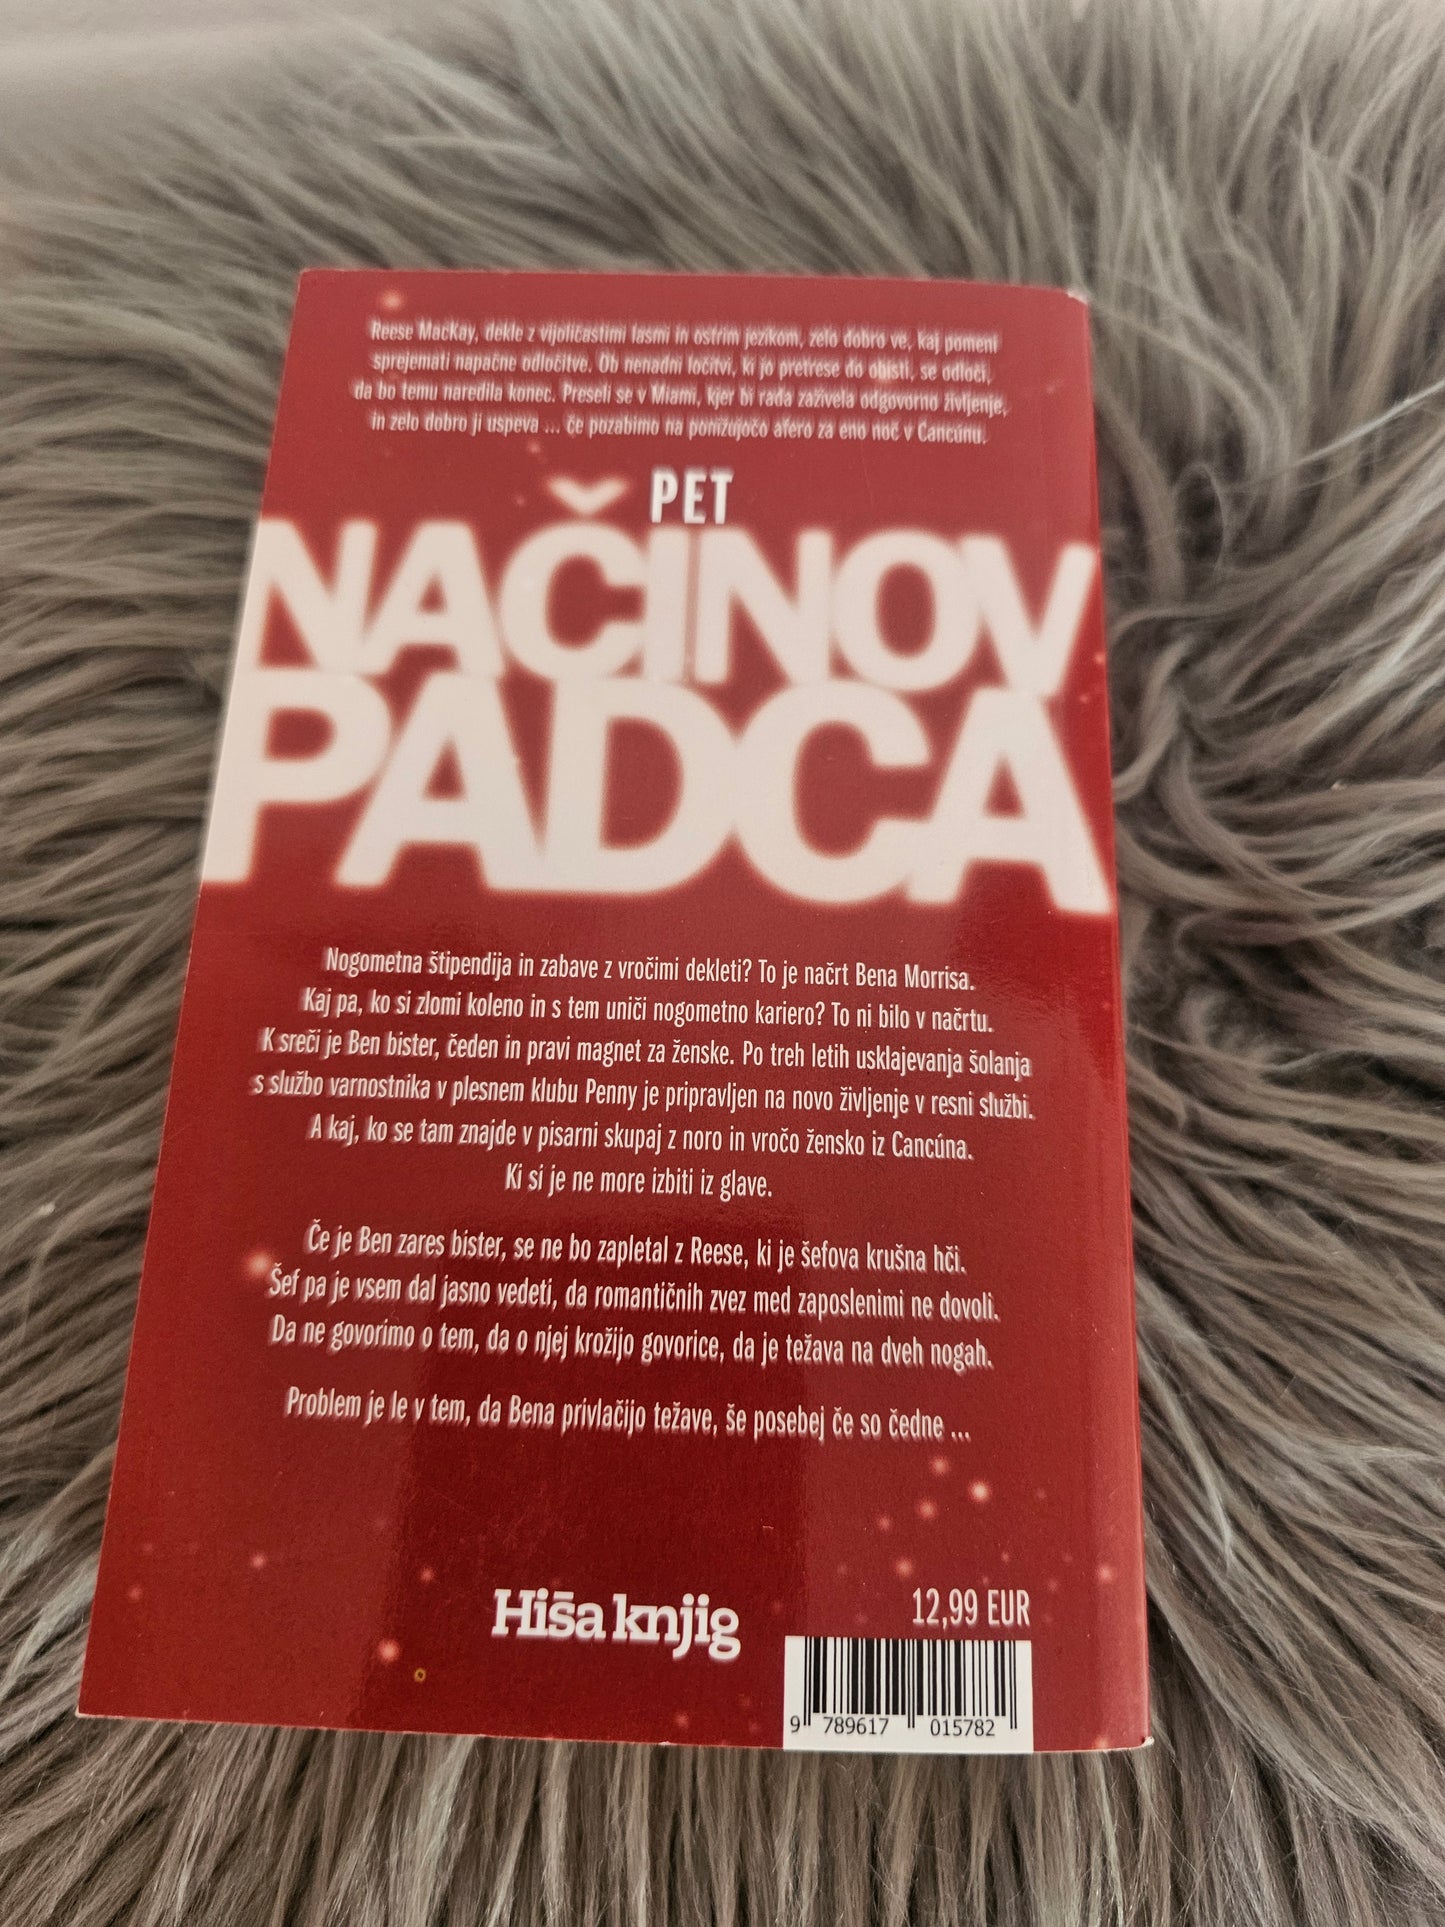 Reese MacKay, dekle z vijoličastimi lasmi in ostrim jezikom, zelo dobro ve, kaj pomeni
sprejemati napačne odločitve. Ob nenadni ločitvi, ki jo pretrese do obisti, se odloči,
da bo temu naredila konec. Preseli se v Miami, kjer bi rada zaživela odgovorno življenje,
in zelo dobro ji uspeva ... če pozabimo na ponižujočo afero za eno noč v Cancúnu.
PET
NAČINOV
PADCA
Nogometna štipendija in zabave z vročimi dekleti? To je načrt Bena Morrisa.
Kaj pa, ko si zlomi koleno in s tem uniči nogometno kariero? To ni bilo v načrtu.
K sreči je Ben bister, čeden in pravi magnet za ženske. Po treh letih usklajevanja šolanja
s službo varnostnika v plesnem klubu Penny je pripravljen na novo življenje v resni službi.
A kaj, ko se tam znajde v pisarni skupaj z noro in vročo žensko iz Cancúna.
Ki si je ne more izbiti iz glave.
Če je Ben zares bister, se ne bo zapletal z Reese, ki je šefova krušna hči.
Šef pa je vsem dal jasno vedeti, da romantičnih zvez med zaposlenimi ne dovoli.
Da ne govorimo o tem, da o njej krožijo govorice, da je težava na dveh nogah.
Problem je le v tem, da Bena privlačijo težave, še posebej če so čedne ...
Hiša knjig
12,99 EUR
9 789617 015782